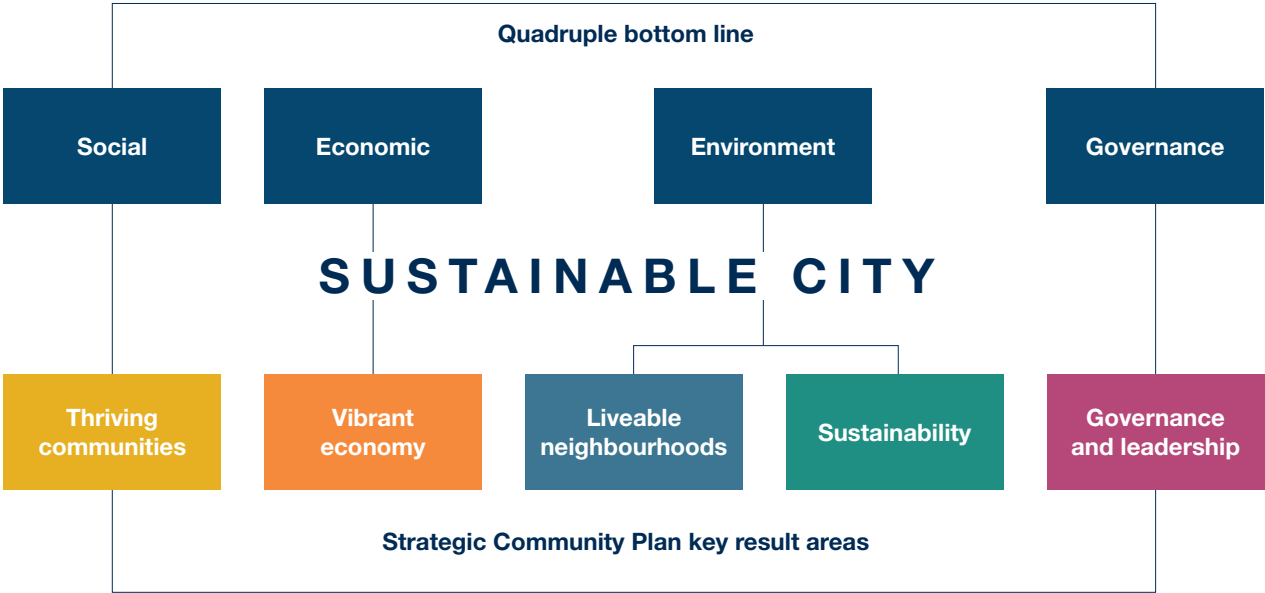 Quadruple bottom line
Social
Economic
Environment
Governance
SUSTAINABLE CITY
Thriving
communities
Vibrant
economy
Liveable
neighbourhoods
Sustainability
Governance
and leadership
Strategic Community Plan key result areas